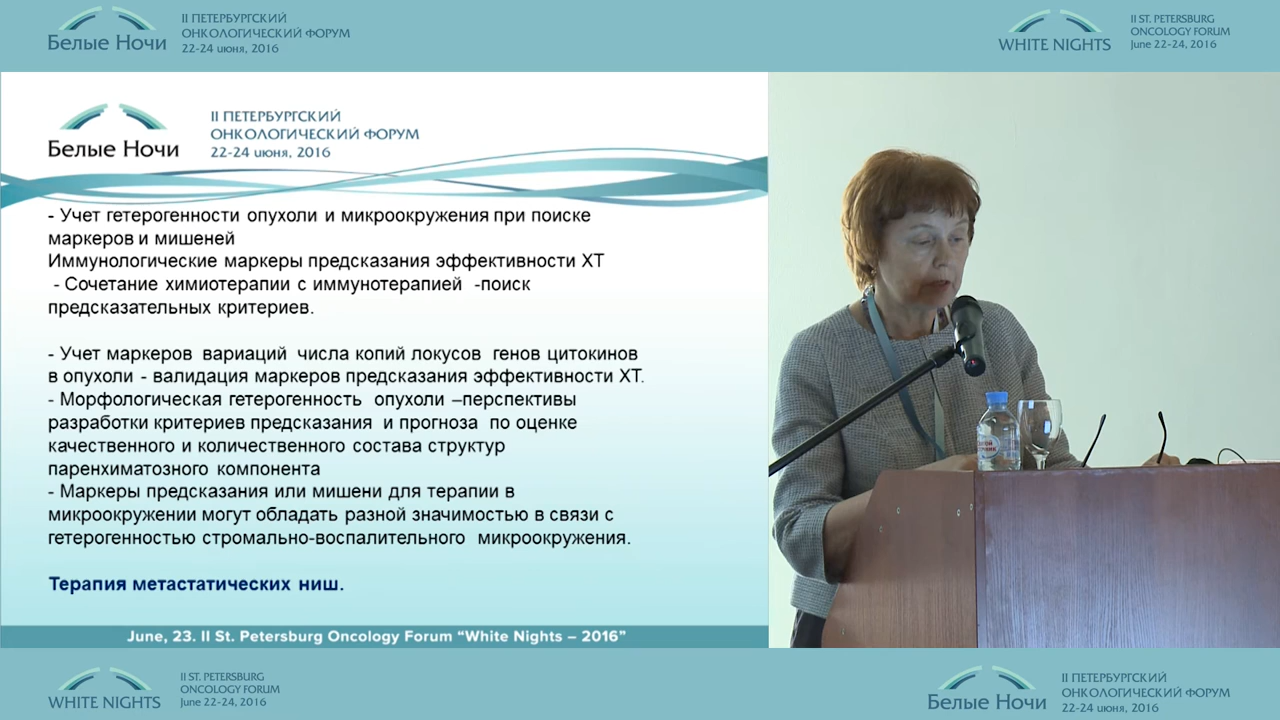 II ПЕТЕРБУРГСКИЙ
ОНКОЛОГИЧЕСКИЙ ФОРУМ
22-24 июня, 2016
Белые Ночи
II ST. PETERSBURG
ONCOLOGY FORUM
June 22-24, 2016
WHITE NIGHTS
II ПЕТЕРБУРГСКИЙ
ОНКОЛОГИЧЕСКИЙ ФОРУМ
22-24 июня, 2016
Белые Ночи
- Учет гетерогенности опухоли и микроокружения при поиске
маркеров и мишеней
Иммунологические маркеры предсказания эффективности ХТ
- Сочетание химиотерапии с иммунотерапией -поиск
предсказательных критериев.
- Учет маркеров вариаций числа копий локусов генов цитокинов
в опухоли - валидация маркеров предсказания эффективности ХТ.
- Морфологическая гетерогенность опухоли –перспективы
разработки критериев предсказания и прогноза по оценке
качественного и количественного состава структур
паренхиматозного компонента
- Маркеры предсказания или мишени для терапии в
микроокружении могут обладать разной значимостью в связи с
гетерогенностью стромально-воспалительного микроокружения.
Терапия метастатических ниш.
June, 23. II St. Petersburg Oncology Forum “White Nights – 2016”
II ST. PETERSBURG
ONCOLOGY FORUM
June 22-24, 2016
WHITE NIGHTS
II ПЕТЕРБУРГСКИЙ
ОНКОЛОГИЧЕСКИЙ ФОРУМ
22-24 июня, 2016
Белые Ночи